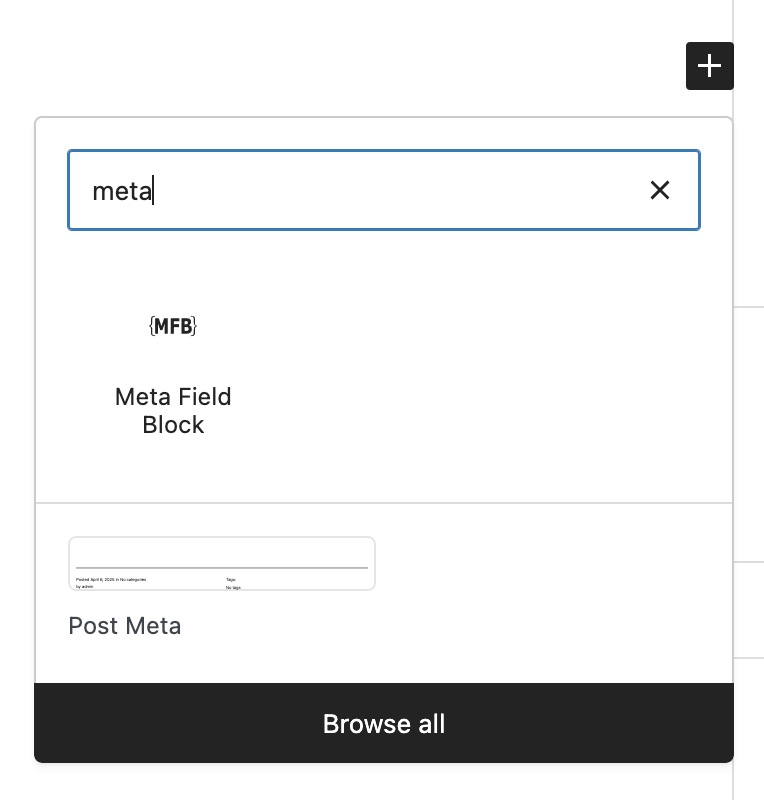 meta
{MFB}
Meta Field
Block
Posted April 6, 2025 in No categories
by admin
Tags:
No tags
Post Meta
Browse all